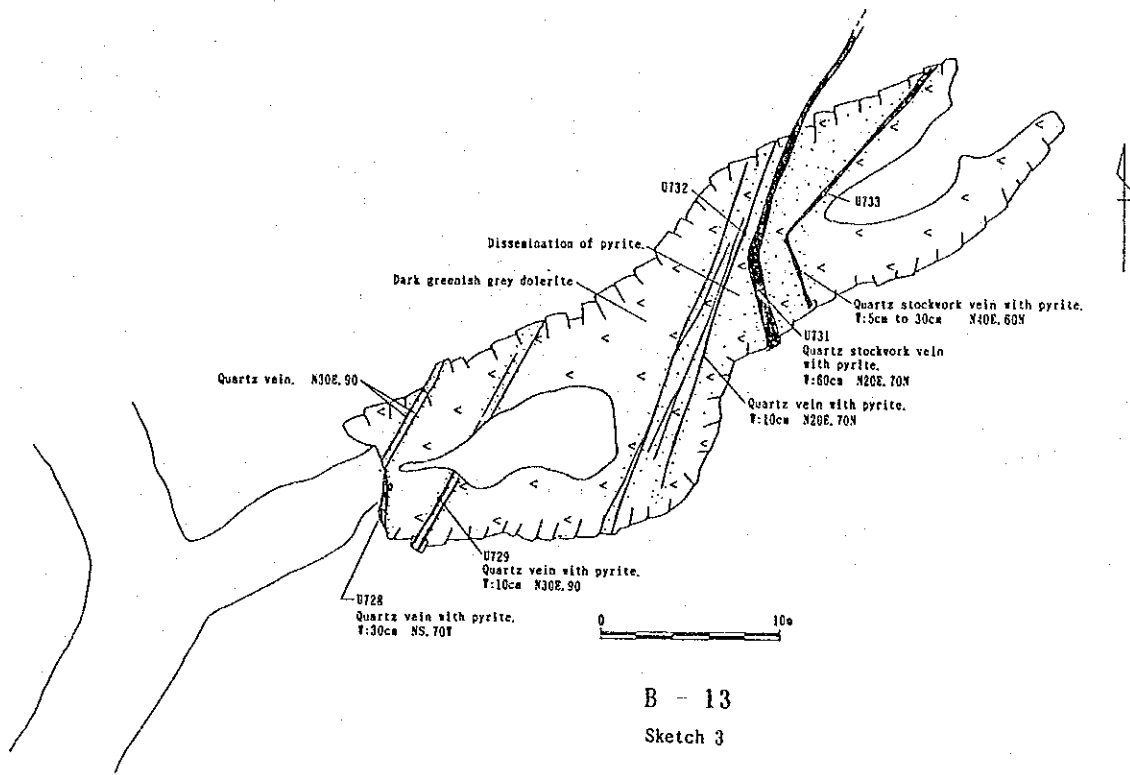 U732
U733
Dissemination of pyrite.
Dark greenish grey dolerite
Quartz stockwork vein with pyrite.
W:5cm to 30cm N40E.60N
U731
Quartz stockwork vein
with pyrite.
W:60cm N20E.70N
Quartz vein. N30E.90
Quartz vein with pyrite.
W:10cm N20E.70N
U729
Quartz vein with pyrite.
W:10cm N30E.90
U728
Quartz vein with pyrite.
W:30cm NS.70W
0 10m
B - 13
Sketch 3